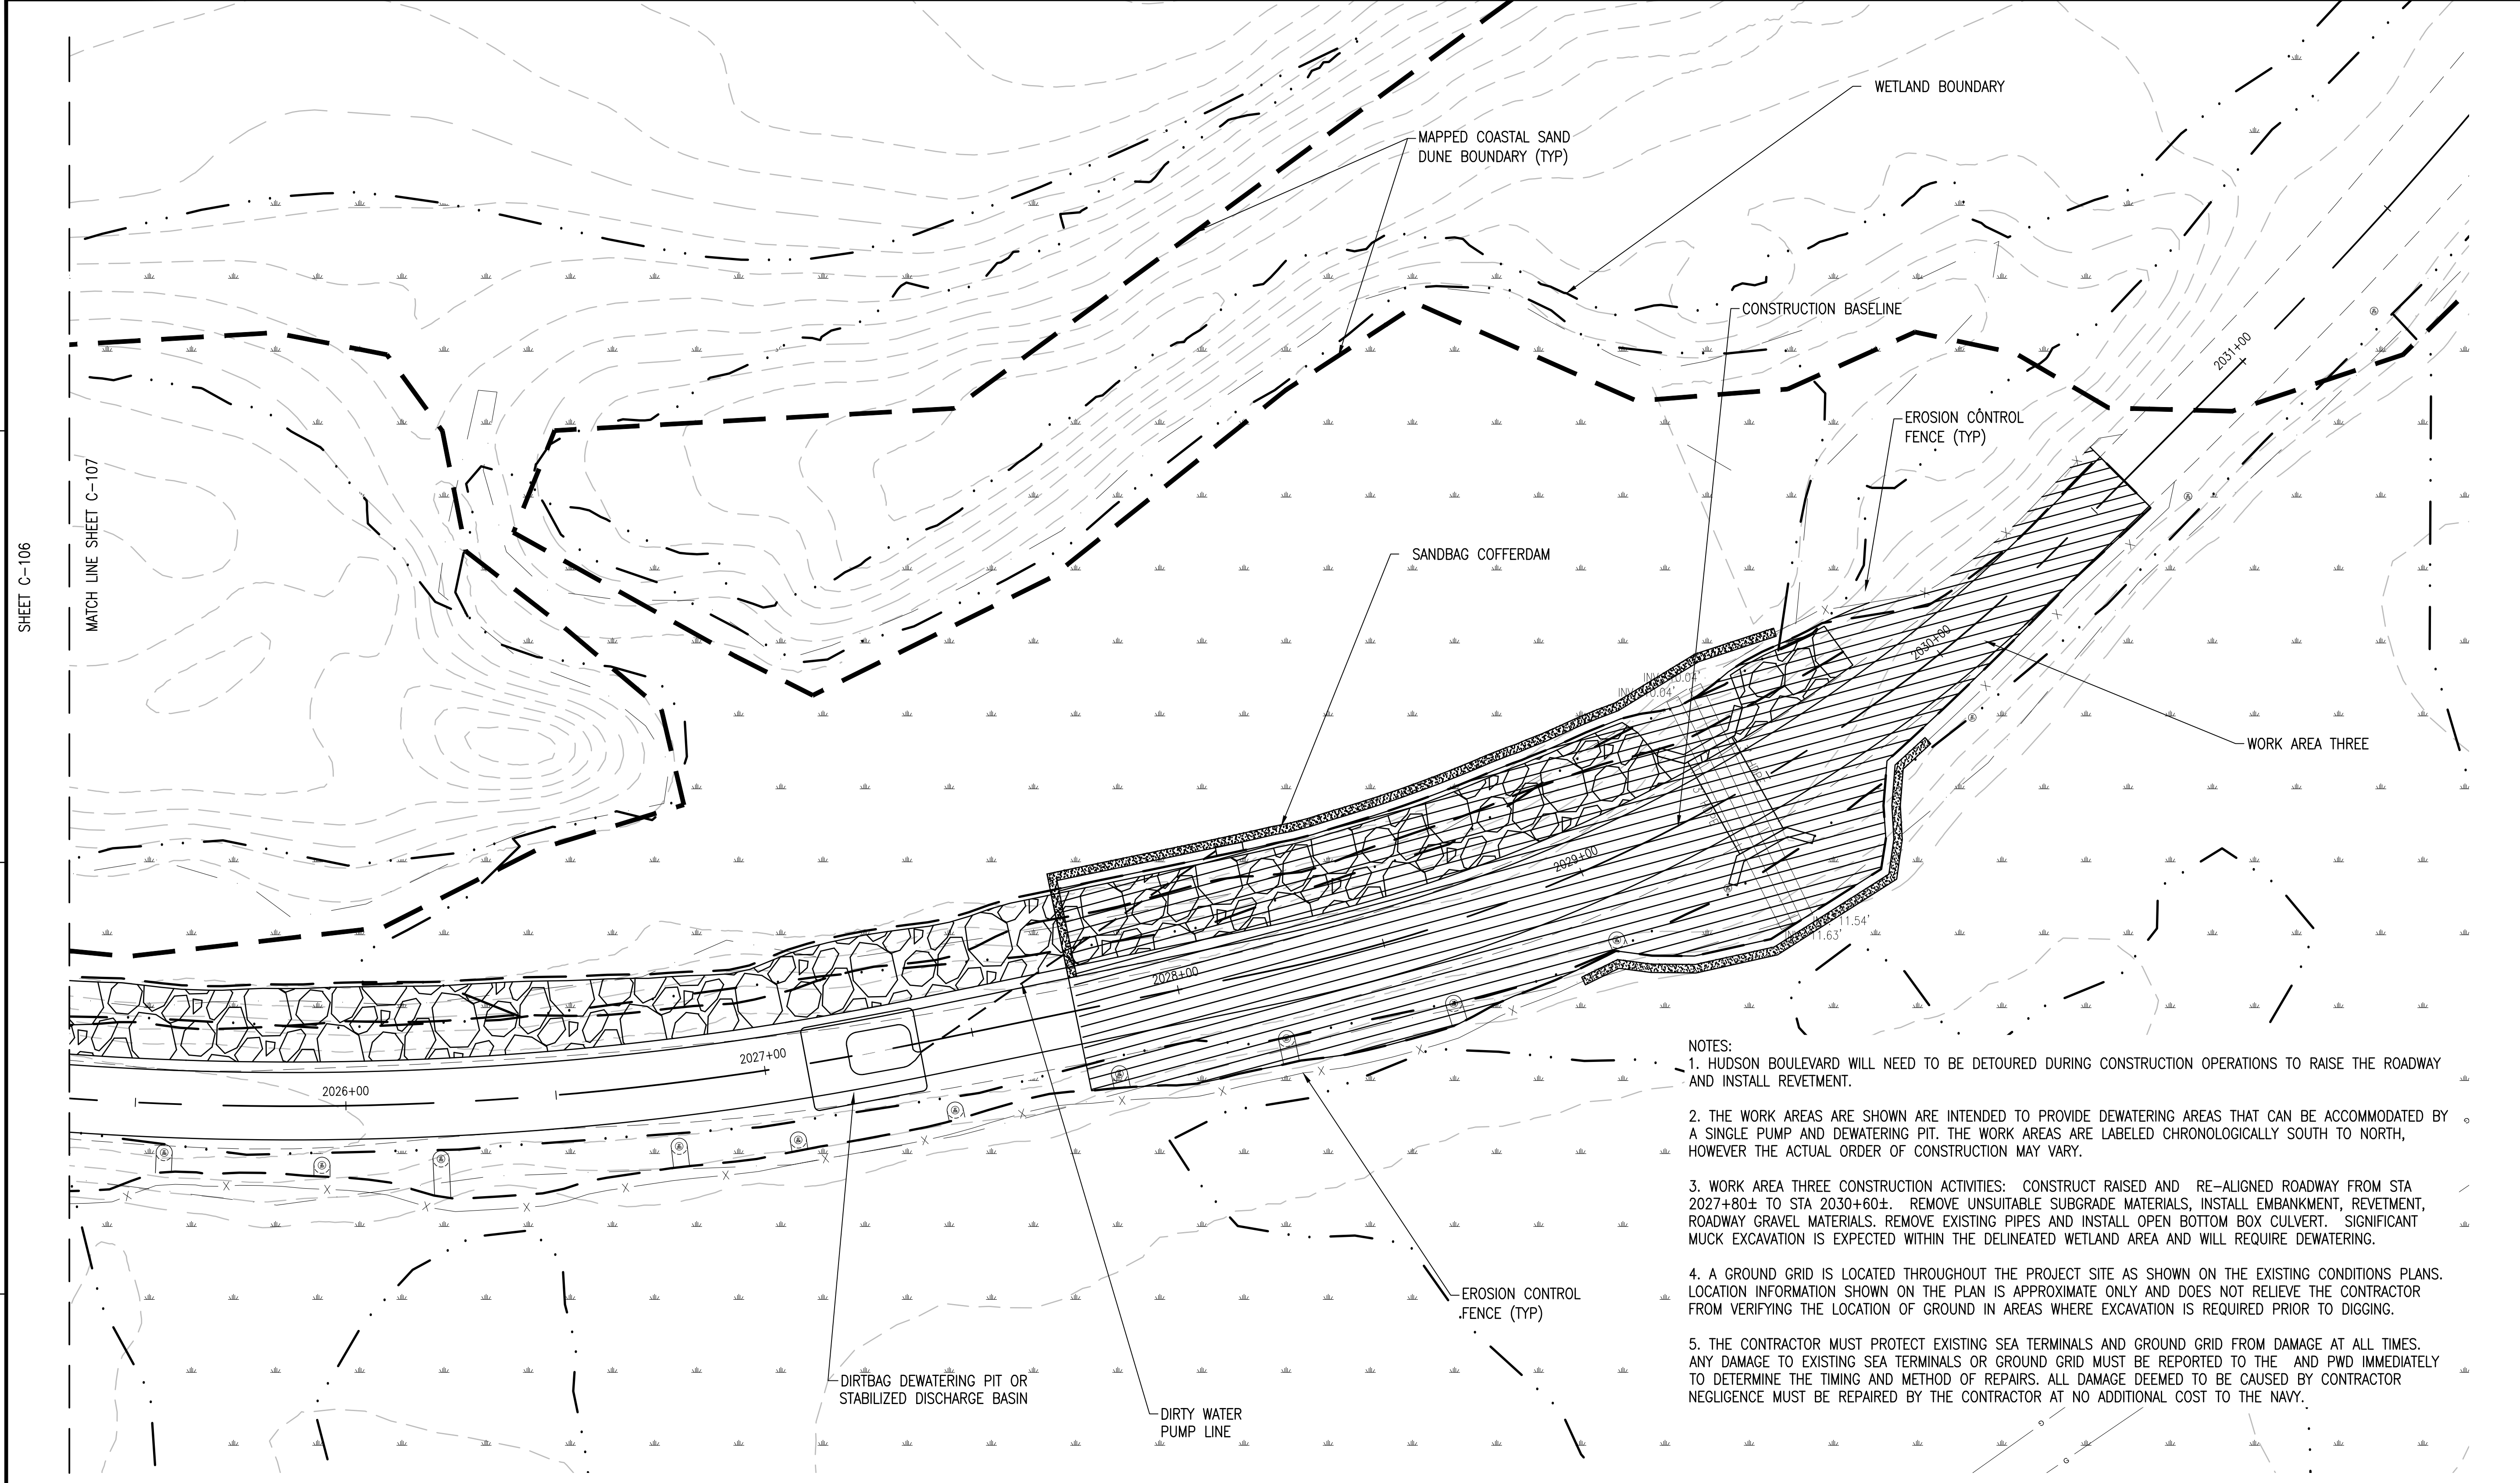 WETLAND BOUNDARY
MAPPED COASTAL SAND
DUNE BOUNDARY (TYP)
CONSTRUCTION BASELINE
2031+00
EROSION CONTROL
FENCE (TYP)
SHEET C-106
MATCH LINE SHEET C-107
SANDBAG COFFERDAM
2030+00
WORK AREA THREE
2029+00
11.54'
11.63'
2028+00
2027+00
2026+00
NOTES:
1. HUDSON BOULEVARD WILL NEED TO BE DETOURED DURING CONSTRUCTION OPERATIONS TO RAISE THE ROADWAY
AND INSTALL REVETMENT.
2. THE WORK AREAS ARE SHOWN ARE INTENDED TO PROVIDE DEWATERING AREAS THAT CAN BE ACCOMMODATED BY
A SINGLE PUMP AND DEWATERING PIT. THE WORK AREAS ARE LABELED CHRONOLOGICALLY SOUTH TO NORTH,
HOWEVER THE ACTUAL ORDER OF CONSTRUCTION MAY VARY.
3. WORK AREA THREE CONSTRUCTION ACTIVITIES: CONSTRUCT RAISED AND RE-ALIGNED ROADWAY FROM STA
2027+80± TO STA 2030+60±. REMOVE UNSUITABLE SUBGRADE MATERIALS, INSTALL EMBANKMENT, REVETMENT,
ROADWAY GRAVEL MATERIALS. REMOVE EXISTING PIPES AND INSTALL OPEN BOTTOM BOX CULVERT. SIGNIFICANT
MUCK EXCAVATION IS EXPECTED WITHIN THE DELINEATED WETLAND AREA AND WILL REQUIRE DEWATERING.
4. A GROUND GRID IS LOCATED THROUGHOUT THE PROJECT SITE AS SHOWN ON THE EXISTING CONDITIONS PLANS.
LOCATION INFORMATION SHOWN ON THE PLAN IS APPROXIMATE ONLY AND DOES NOT RELIEVE THE CONTRACTOR
FROM VERIFYING THE LOCATION OF GROUND IN AREAS WHERE EXCAVATION IS REQUIRED PRIOR TO DIGGING.
5. THE CONTRACTOR MUST PROTECT EXISTING SEA TERMINALS AND GROUND GRID FROM DAMAGE AT ALL TIMES.
ANY DAMAGE TO EXISTING SEA TERMINALS OR GROUND GRID MUST BE REPORTED TO THE AND PWD IMMEDIATELY
TO DETERMINE THE TIMING AND METHOD OF REPAIRS. ALL DAMAGE DEEMED TO BE CAUSED BY CONTRACTOR
NEGLIGENCE MUST BE REPAIRED BY THE CONTRACTOR AT NO ADDITIONAL COST TO THE NAVY.
EROSION CONTROL
FENCE (TYP)
DIRTBAG DEWATERING PIT OR
STABILIZED DISCHARGE BASIN
DIRTY WATER
PUMP LINE